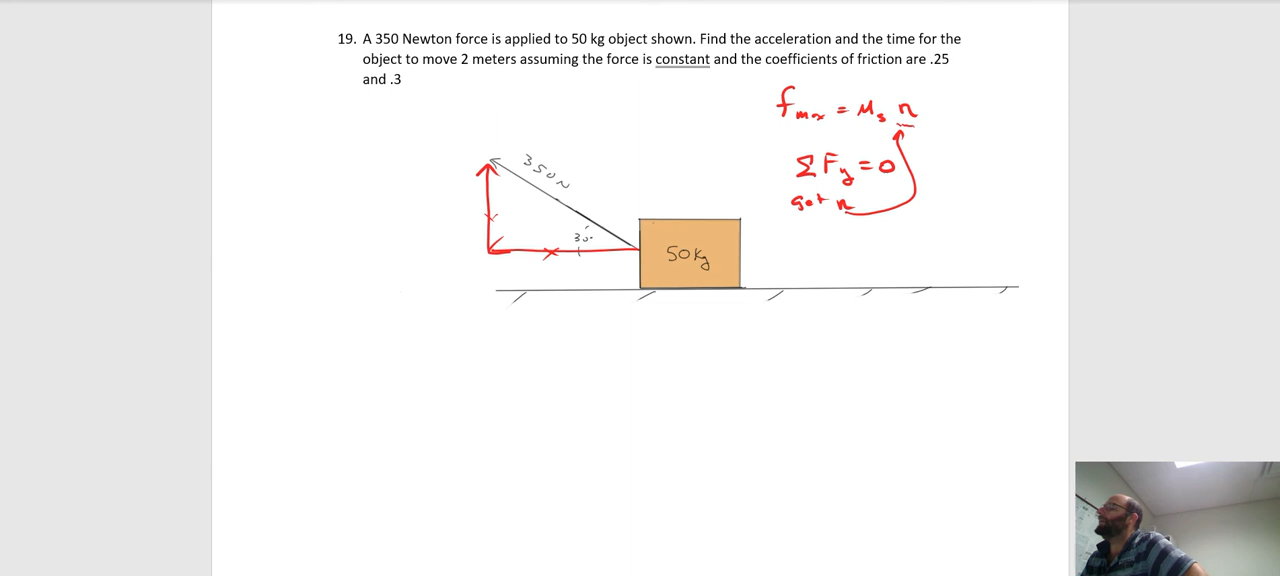 19. A 350 Newton force is applied to 50 kg object shown. Find the acceleration and the time for the
object to move 2 meters assuming the force is constant and the coefficients of friction are .25
and .3
f max = μs n
ΣFy = 0
get n
350N
30°
50kg